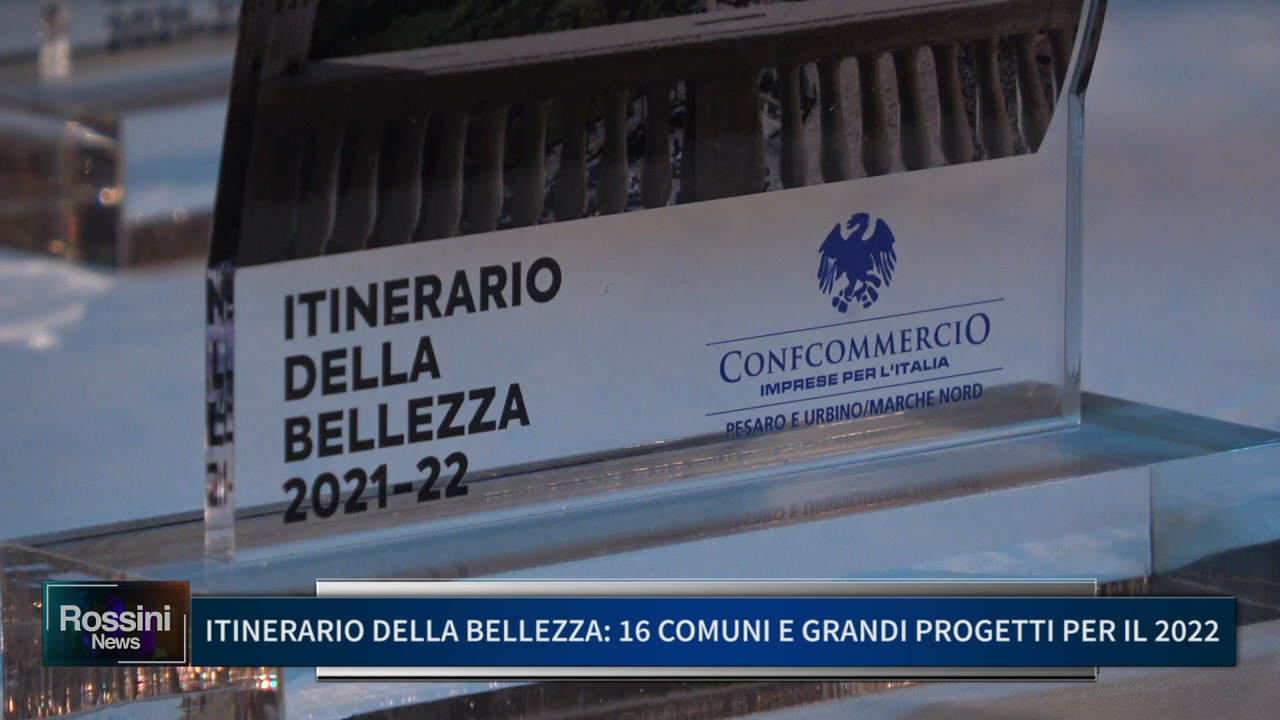 ITINERARIO
DELLA
BELLEZZA
2021-22
CONFCOMMERCIO
IMPRESE PER L'ITALIA
PESARO E URBINO/MARCHE NORD
Rossini
News
ITINERARIO DELLA BELLEZZA: 16 COMUNI E GRANDI PROGETTI PER IL 2022